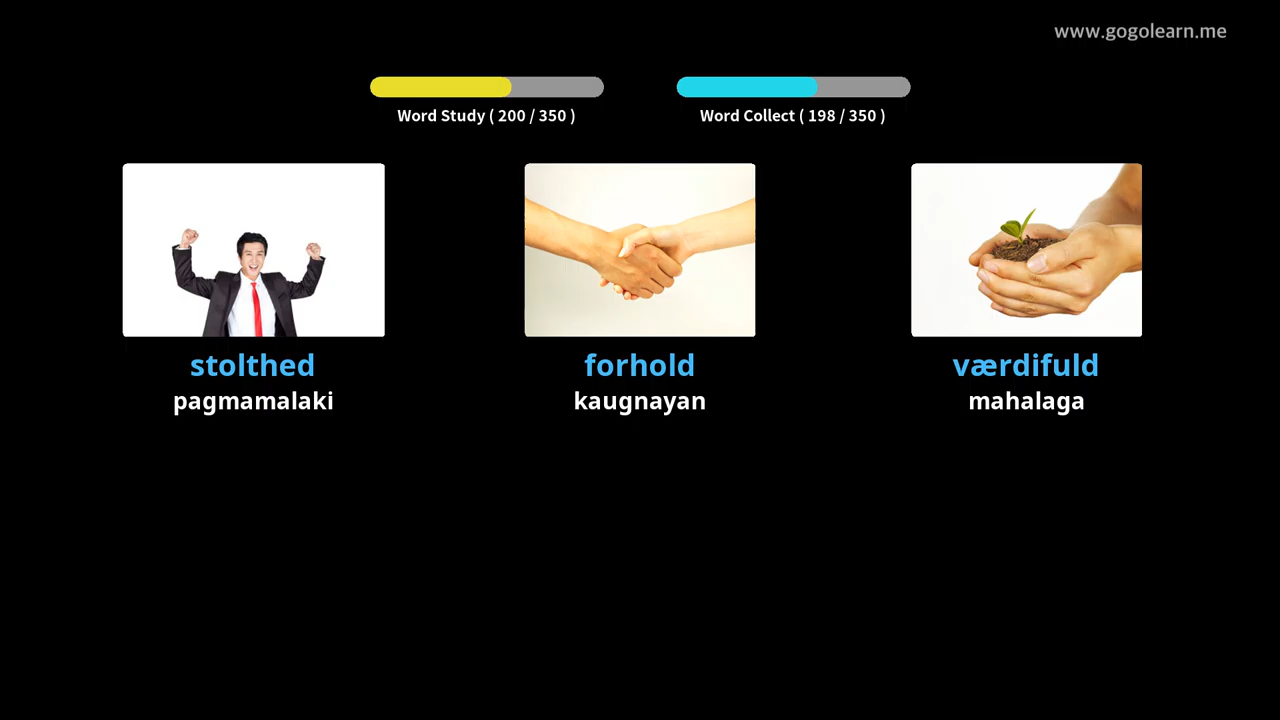 www.gogolearn.me
Word Study ( 200 / 350 )
Word Collect ( 198 / 350 )
stolthed
pagmamalaki
forhold
kaugnayan
værdifuld
mahalaga